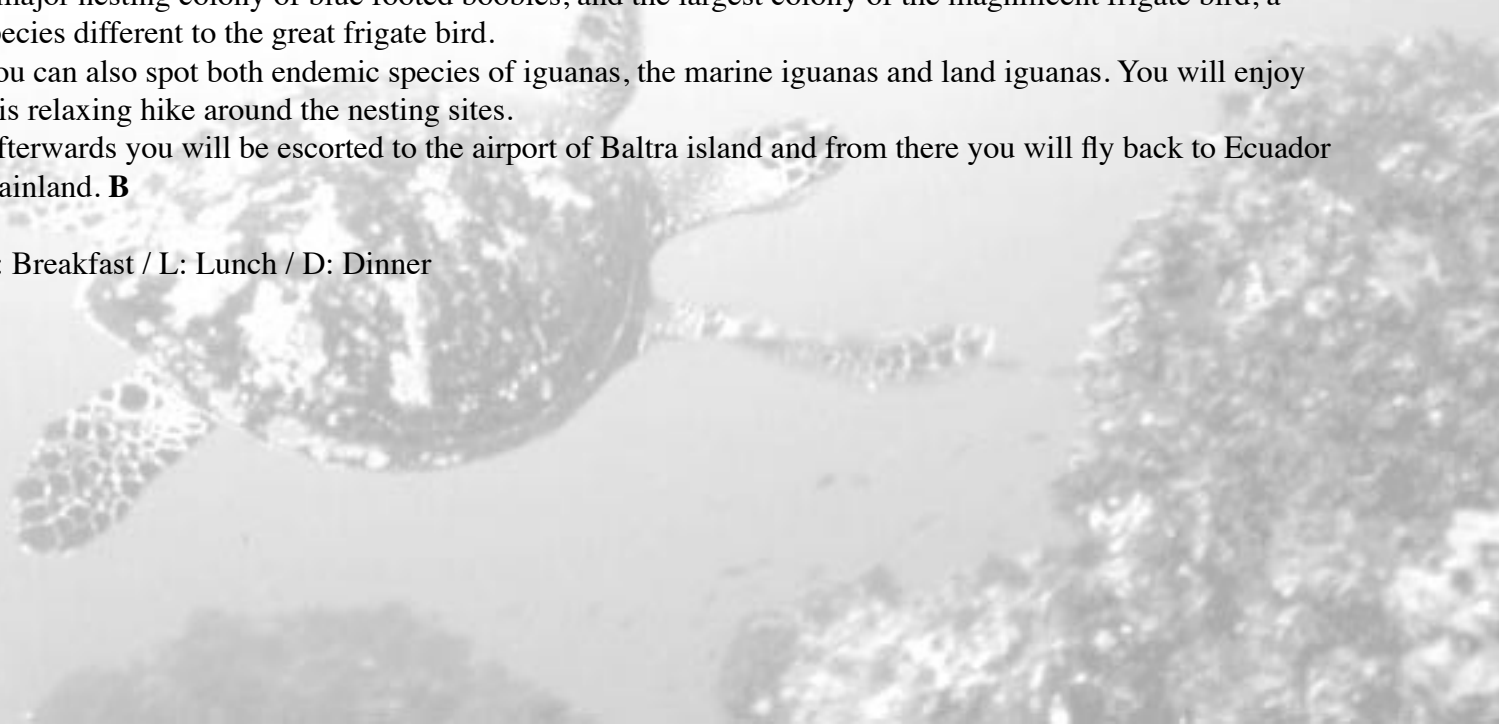 major nesting colony of blue footed boobies, and the largest colony of the magnificent frigate bird, a
ecies different to the great frigate bird.
ou can also spot both endemic species of iguanas, the marine iguanas and land iguanas. You will enjoy
is relaxing hike around the nesting sites.
fterwards you will be escorted to the airport of Baltra island and from there you will fly back to Ecuador
ainland. B
: Breakfast / L: Lunch / D: Dinner